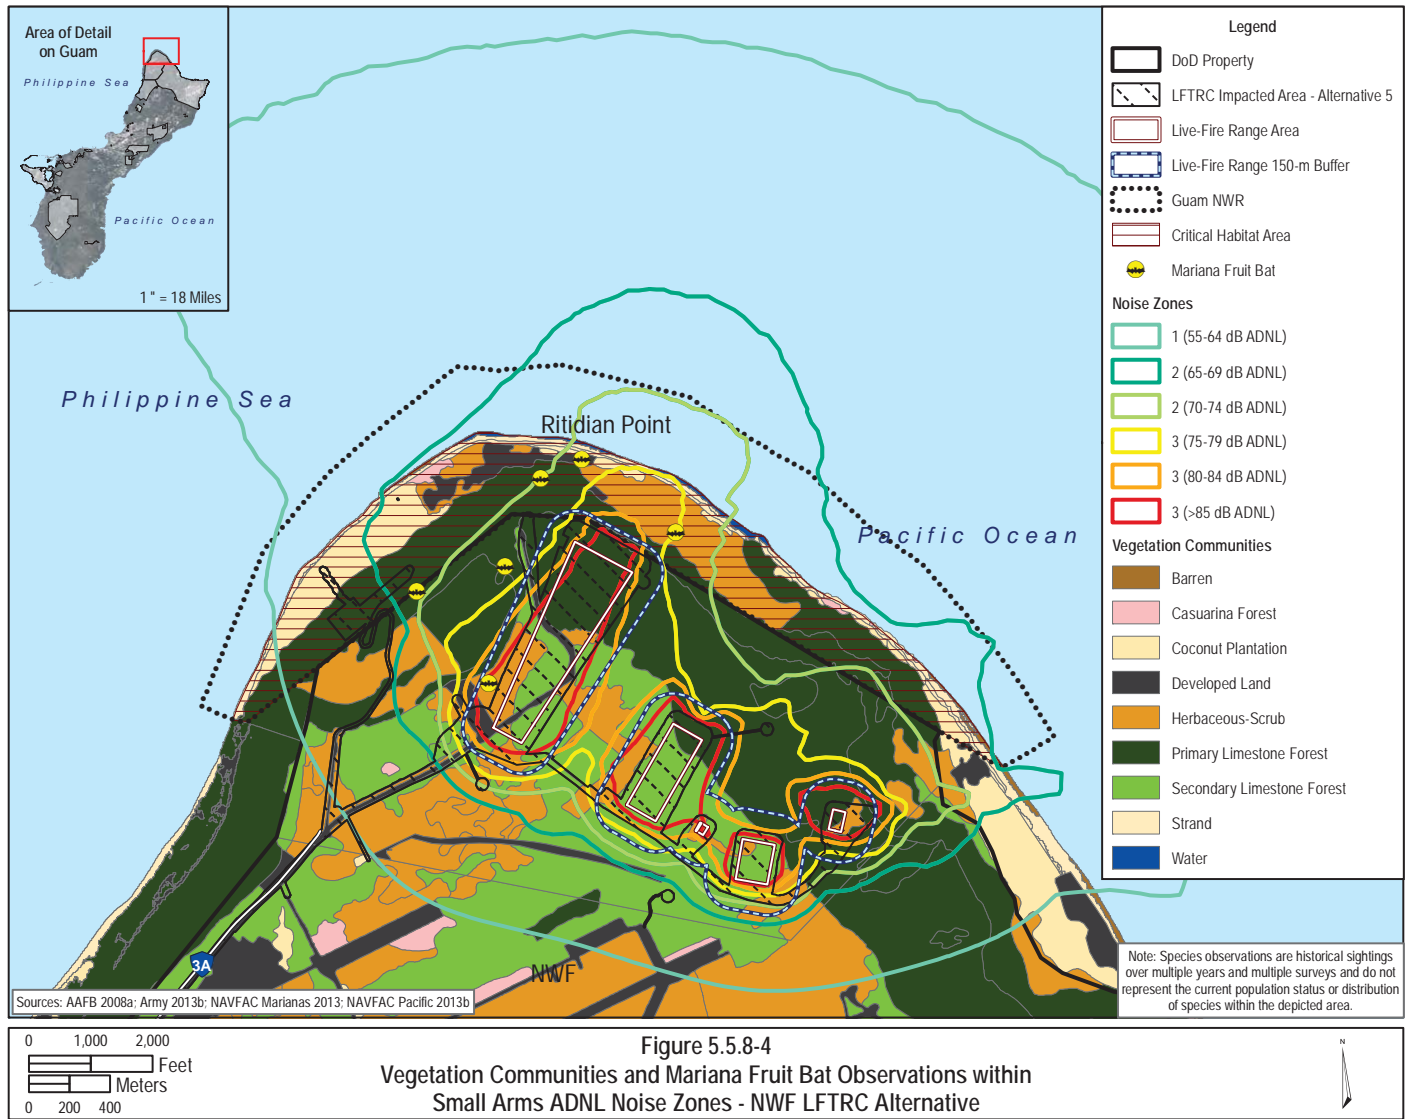 Area of Detail
on Guam
Philippine Sea
Pacific Ocean
1 " = 18 Miles
Legend
DoD Property
LFTRC Impacted Area - Alternative 5
Live-Fire Range Area
Live-Fire Range 150-m Buffer
Guam NWR
Critical Habitat Area
Mariana Fruit Bat
Noise Zones
1 (55-64 dB ADNL)
2 (65-69 dB ADNL)
2 (70-74 dB ADNL)
3 (75-79 dB ADNL)
3 (80-84 dB ADNL)
3 (>85 dB ADNL)
Vegetation Communities
Barren
Casuarina Forest
Coconut Plantation
Developed Land
Herbaceous-Scrub
Primary Limestone Forest
Secondary Limestone Forest
Strand
Water
Philippine Sea
Ritidian Point
Pacific Ocean
3A
NWF
Note: Species observations are historical sightings
over multiple years and multiple surveys and do not
represent the current population status or distribution
of species within the depicted area.
Sources: AAFB 2008a; Army 2013b; NAVFAC Marianas 2013; NAVFAC Pacific 2013b
0 1,000 2,000
Feet
Meters
0 200 400
Figure 5.5.8-4
Vegetation Communities and Mariana Fruit Bat Observations within
Small Arms ADNL Noise Zones - NWF LFTRC Alternative
N